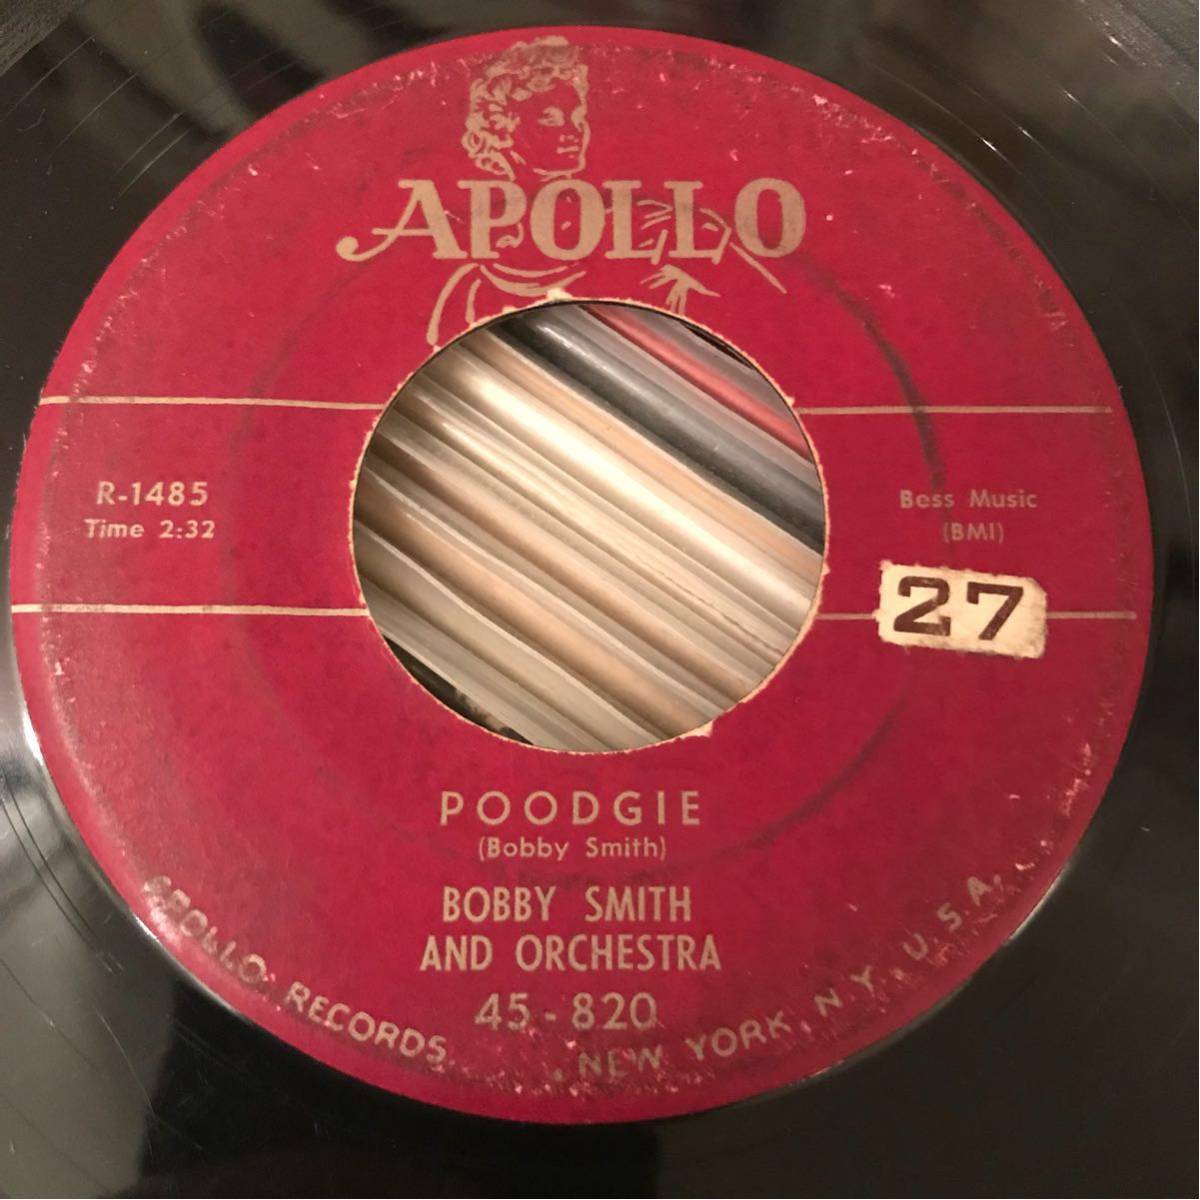 APOLLO
R-1485
Time 2:32
Bess Music
(BMI)
27
POODGIE
(Bobby Smith)
BOBBY SMITH
AND ORCHESTRA
45-820
APOLLO RECORDS, NEW YORK, N.Y. U.S.A.